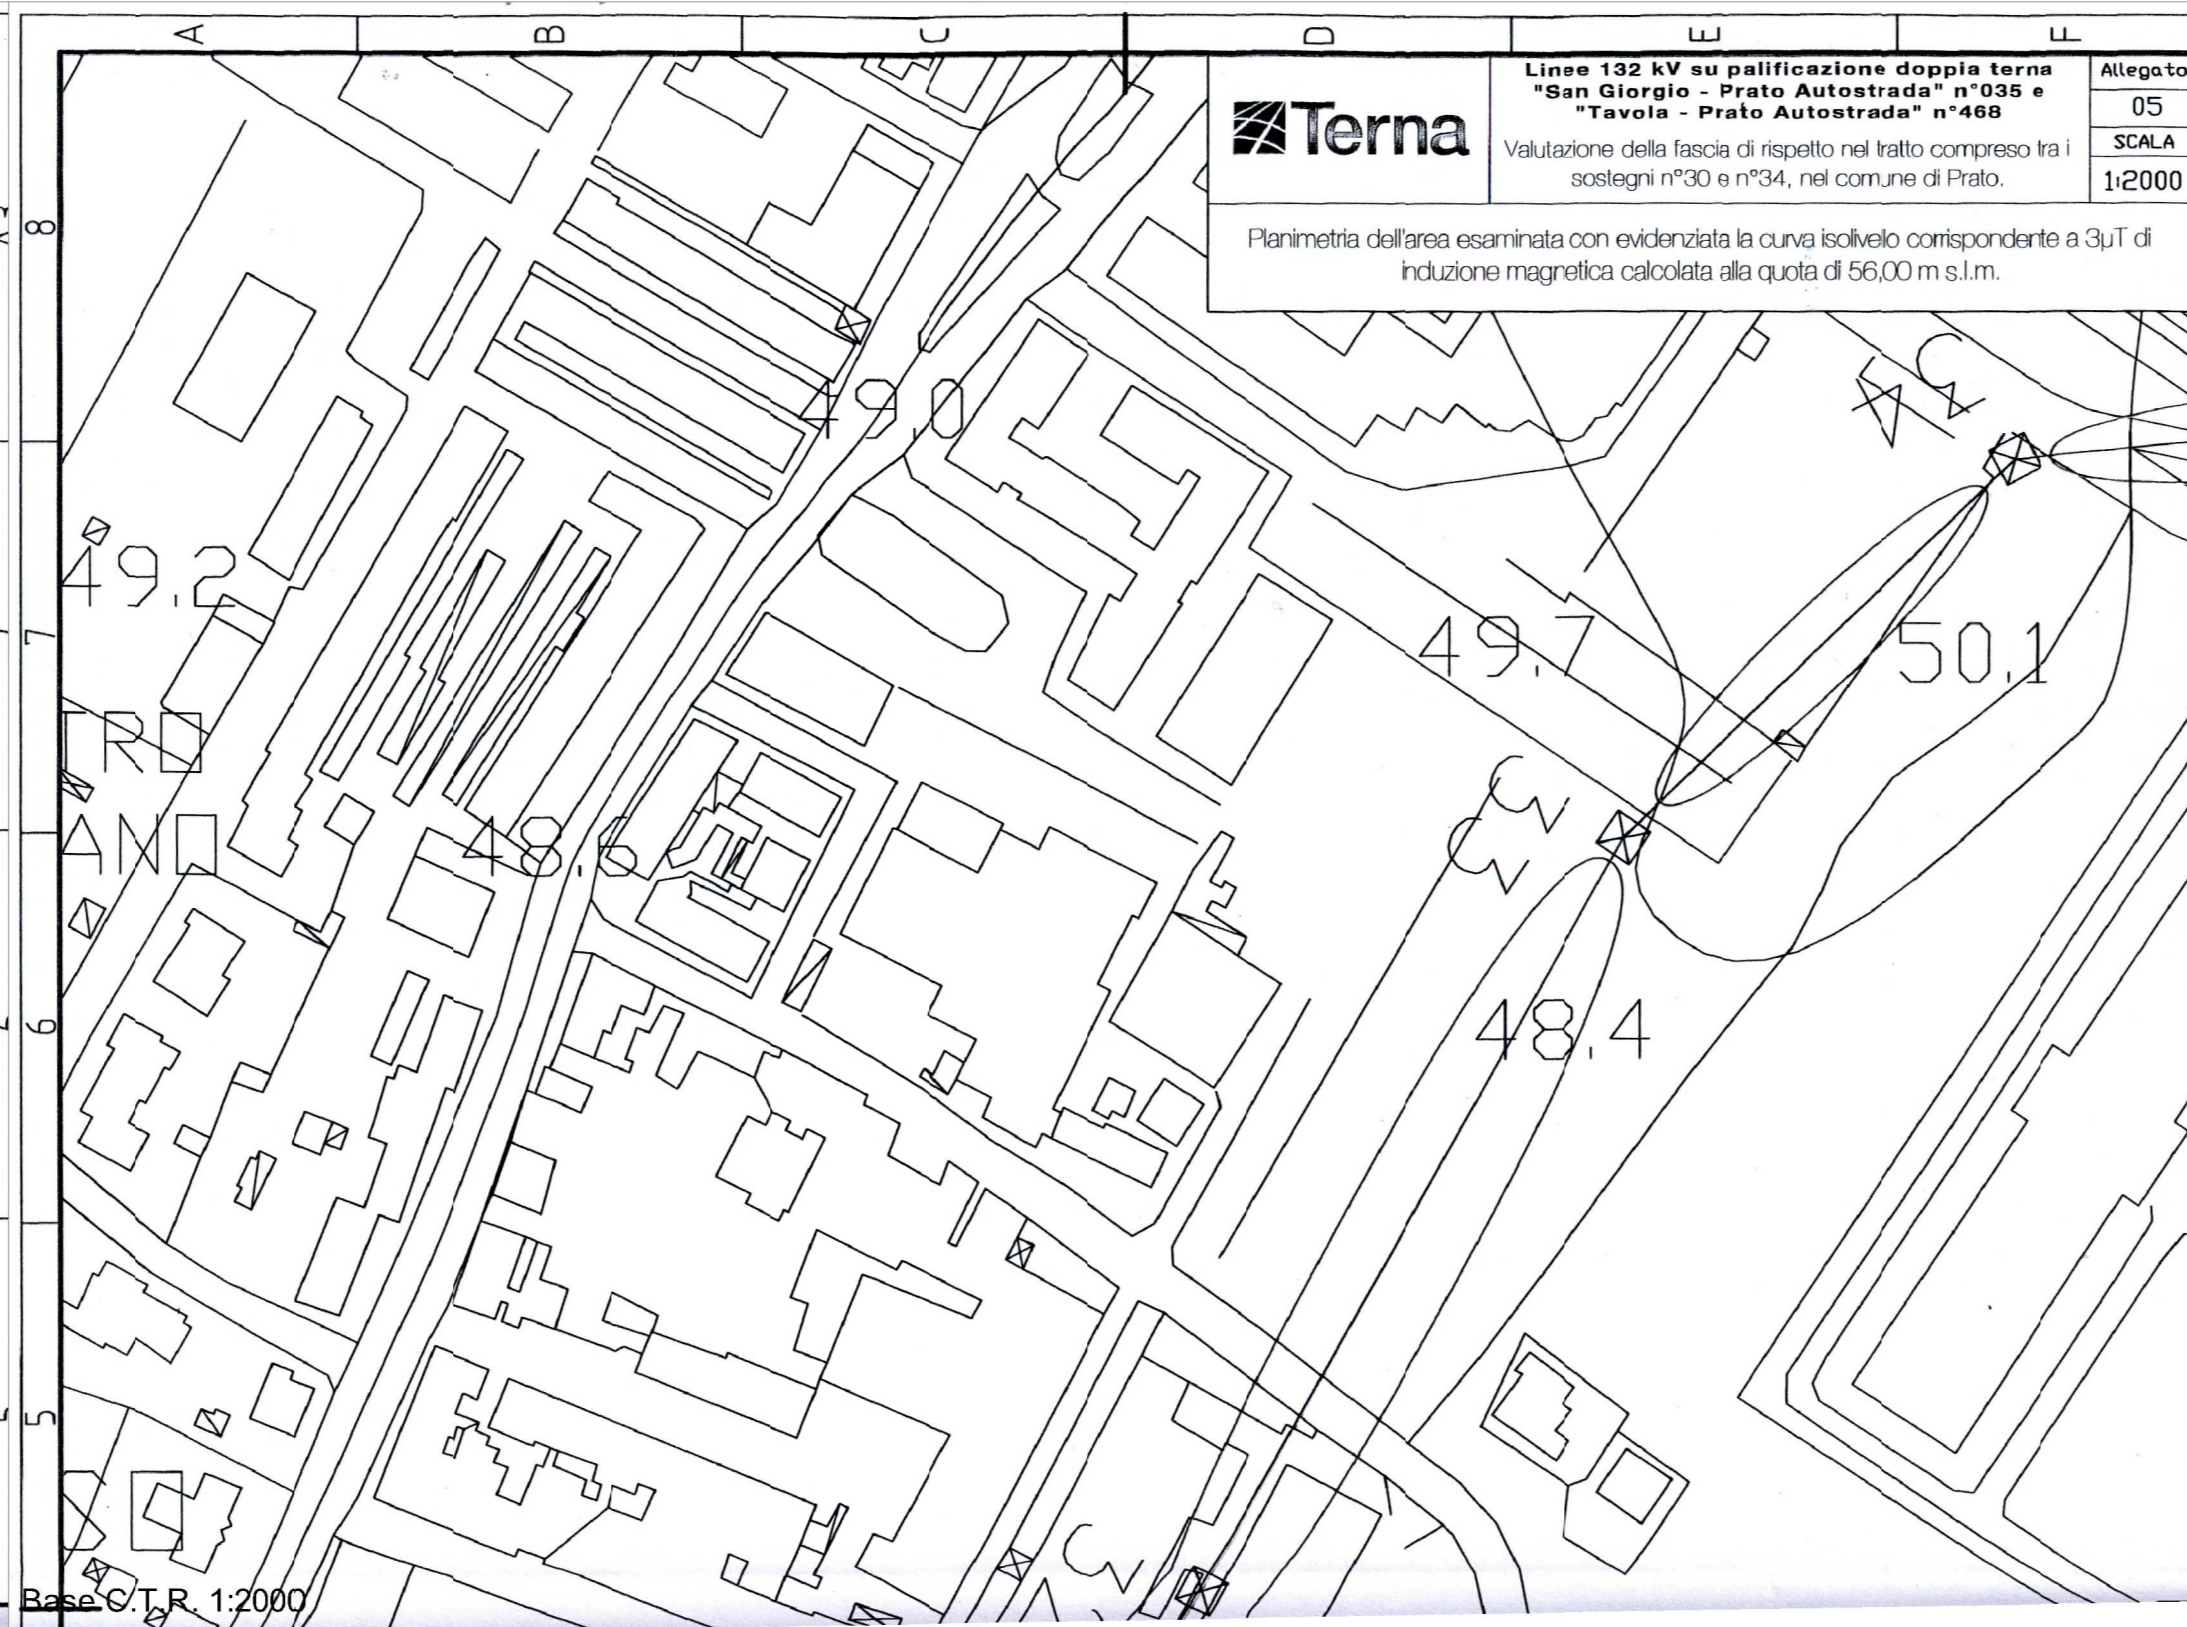 A B C D E F
Terna
Linee 132 kV su palificazione doppia terna
"San Giorgio - Prato Autostrada" n°035 e
"Tavola - Prato Autostrada" n°468
Valutazione della fascia di rispetto nel tratto compreso tra i
sostegni n°30 e n°34, nel comune di Prato.
Allegato
05
SCALA
1:2000
Planimetria dell'area esaminata con evidenziata la curva isolivelo corrispondente a 3µT di
induzione magnetica calcolata alla quota di 56,00 m s.l.m.
8
34
49,0
49,2
7
49,7
50,1
TRO
33
ANO
48,6
48,4
6
5
Base C.T.R. 1:2000